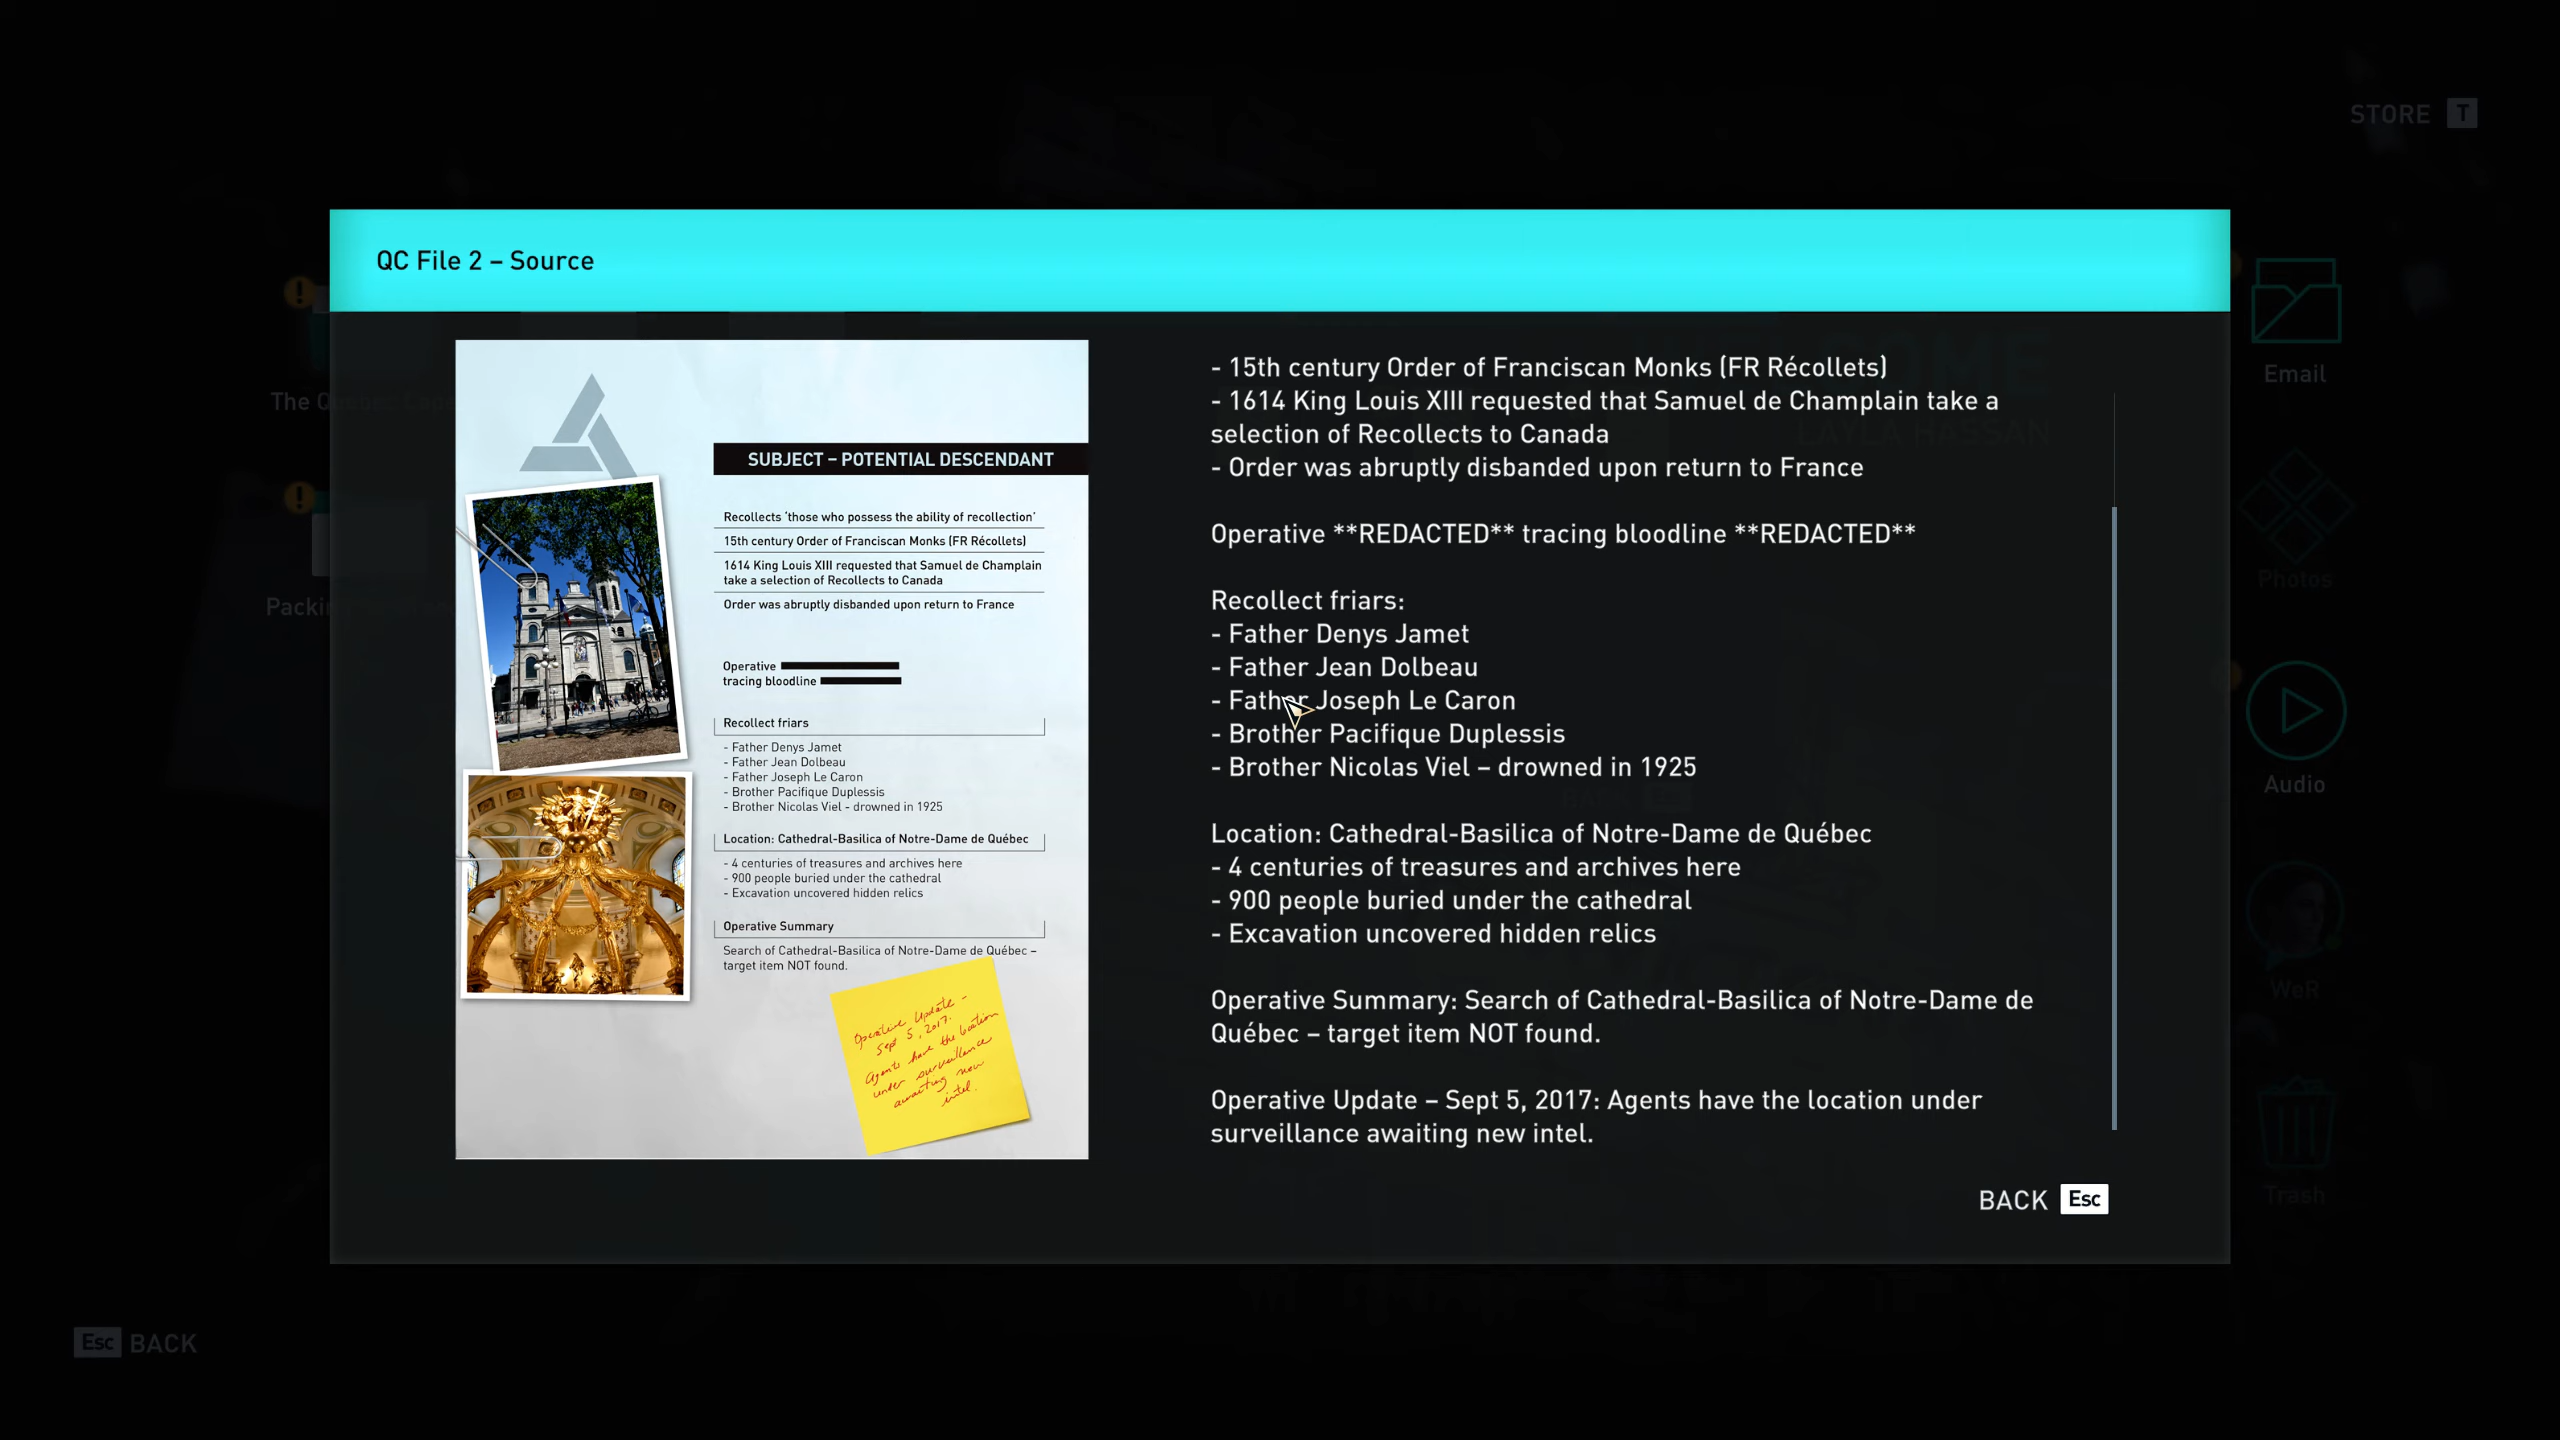 STORE T
QC File 2 – Source
SUBJECT – POTENTIAL DESCENDANT
Recollects ‘those who possess the ability of recollection’
15th century Order of Franciscan Monks (FR Récollets)
1614 King Louis XIII requested that Samuel de Champlain
take a selection of Recollects to Canada
Order was abruptly disbanded upon return to France
Operative
tracing bloodline
Recollect friars
- Father Denys Jamet
- Father Jean Dolbeau
- Father Joseph Le Caron
- Brother Pacifique Duplessis
- Brother Nicolas Viel - drowned in 1925
Location: Cathedral-Basilica of Notre-Dame de Québec
- 4 centuries of treasures and archives here
- 900 people buried under the cathedral
- Excavation uncovered hidden relics
Operative Summary
Search of Cathedral-Basilica of Notre-Dame de Québec –
target item NOT found.
Operative Update –
Sept 5, 2017.
Agents have the location
under surveillance
awaiting new
intel.
- 15th century Order of Franciscan Monks (FR Récollets)
- 1614 King Louis XIII requested that Samuel de Champlain take a
selection of Recollects to Canada
- Order was abruptly disbanded upon return to France
Operative **REDACTED** tracing bloodline **REDACTED**
Recollect friars:
- Father Denys Jamet
- Father Jean Dolbeau
- Father Joseph Le Caron
- Brother Pacifique Duplessis
- Brother Nicolas Viel – drowned in 1925
Location: Cathedral-Basilica of Notre-Dame de Québec
- 4 centuries of treasures and archives here
- 900 people buried under the cathedral
- Excavation uncovered hidden relics
Operative Summary: Search of Cathedral-Basilica of Notre-Dame de
Québec – target item NOT found.
Operative Update – Sept 5, 2017: Agents have the location under
surveillance awaiting new intel.
BACK Esc
LAYLA HASSAN
Email
Photos
Audio
WeR
Trash
Esc BACK